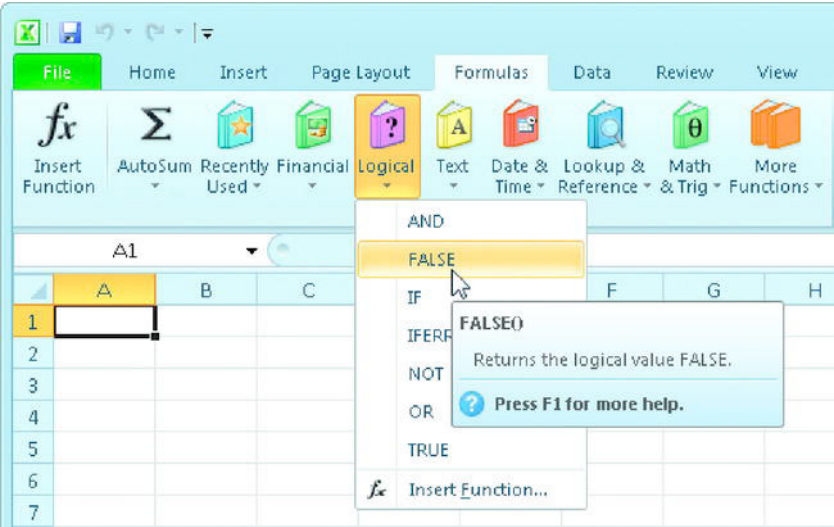 File Home Insert Page Layout Formulas Data Review View
fx Σ ? A θ
Insert Function
AutoSum
Recently Used
Financial
Logical
Text
Date & Time
Lookup & Reference
Math & Trig
More Functions
A1
AND
FALSE
IF
IFERR
NOT
OR
TRUE
fx Insert Function...
FALSE()
Returns the logical value FALSE.
? Press F1 for more help.
A B C F G H
1
2
3
4
5
6
7